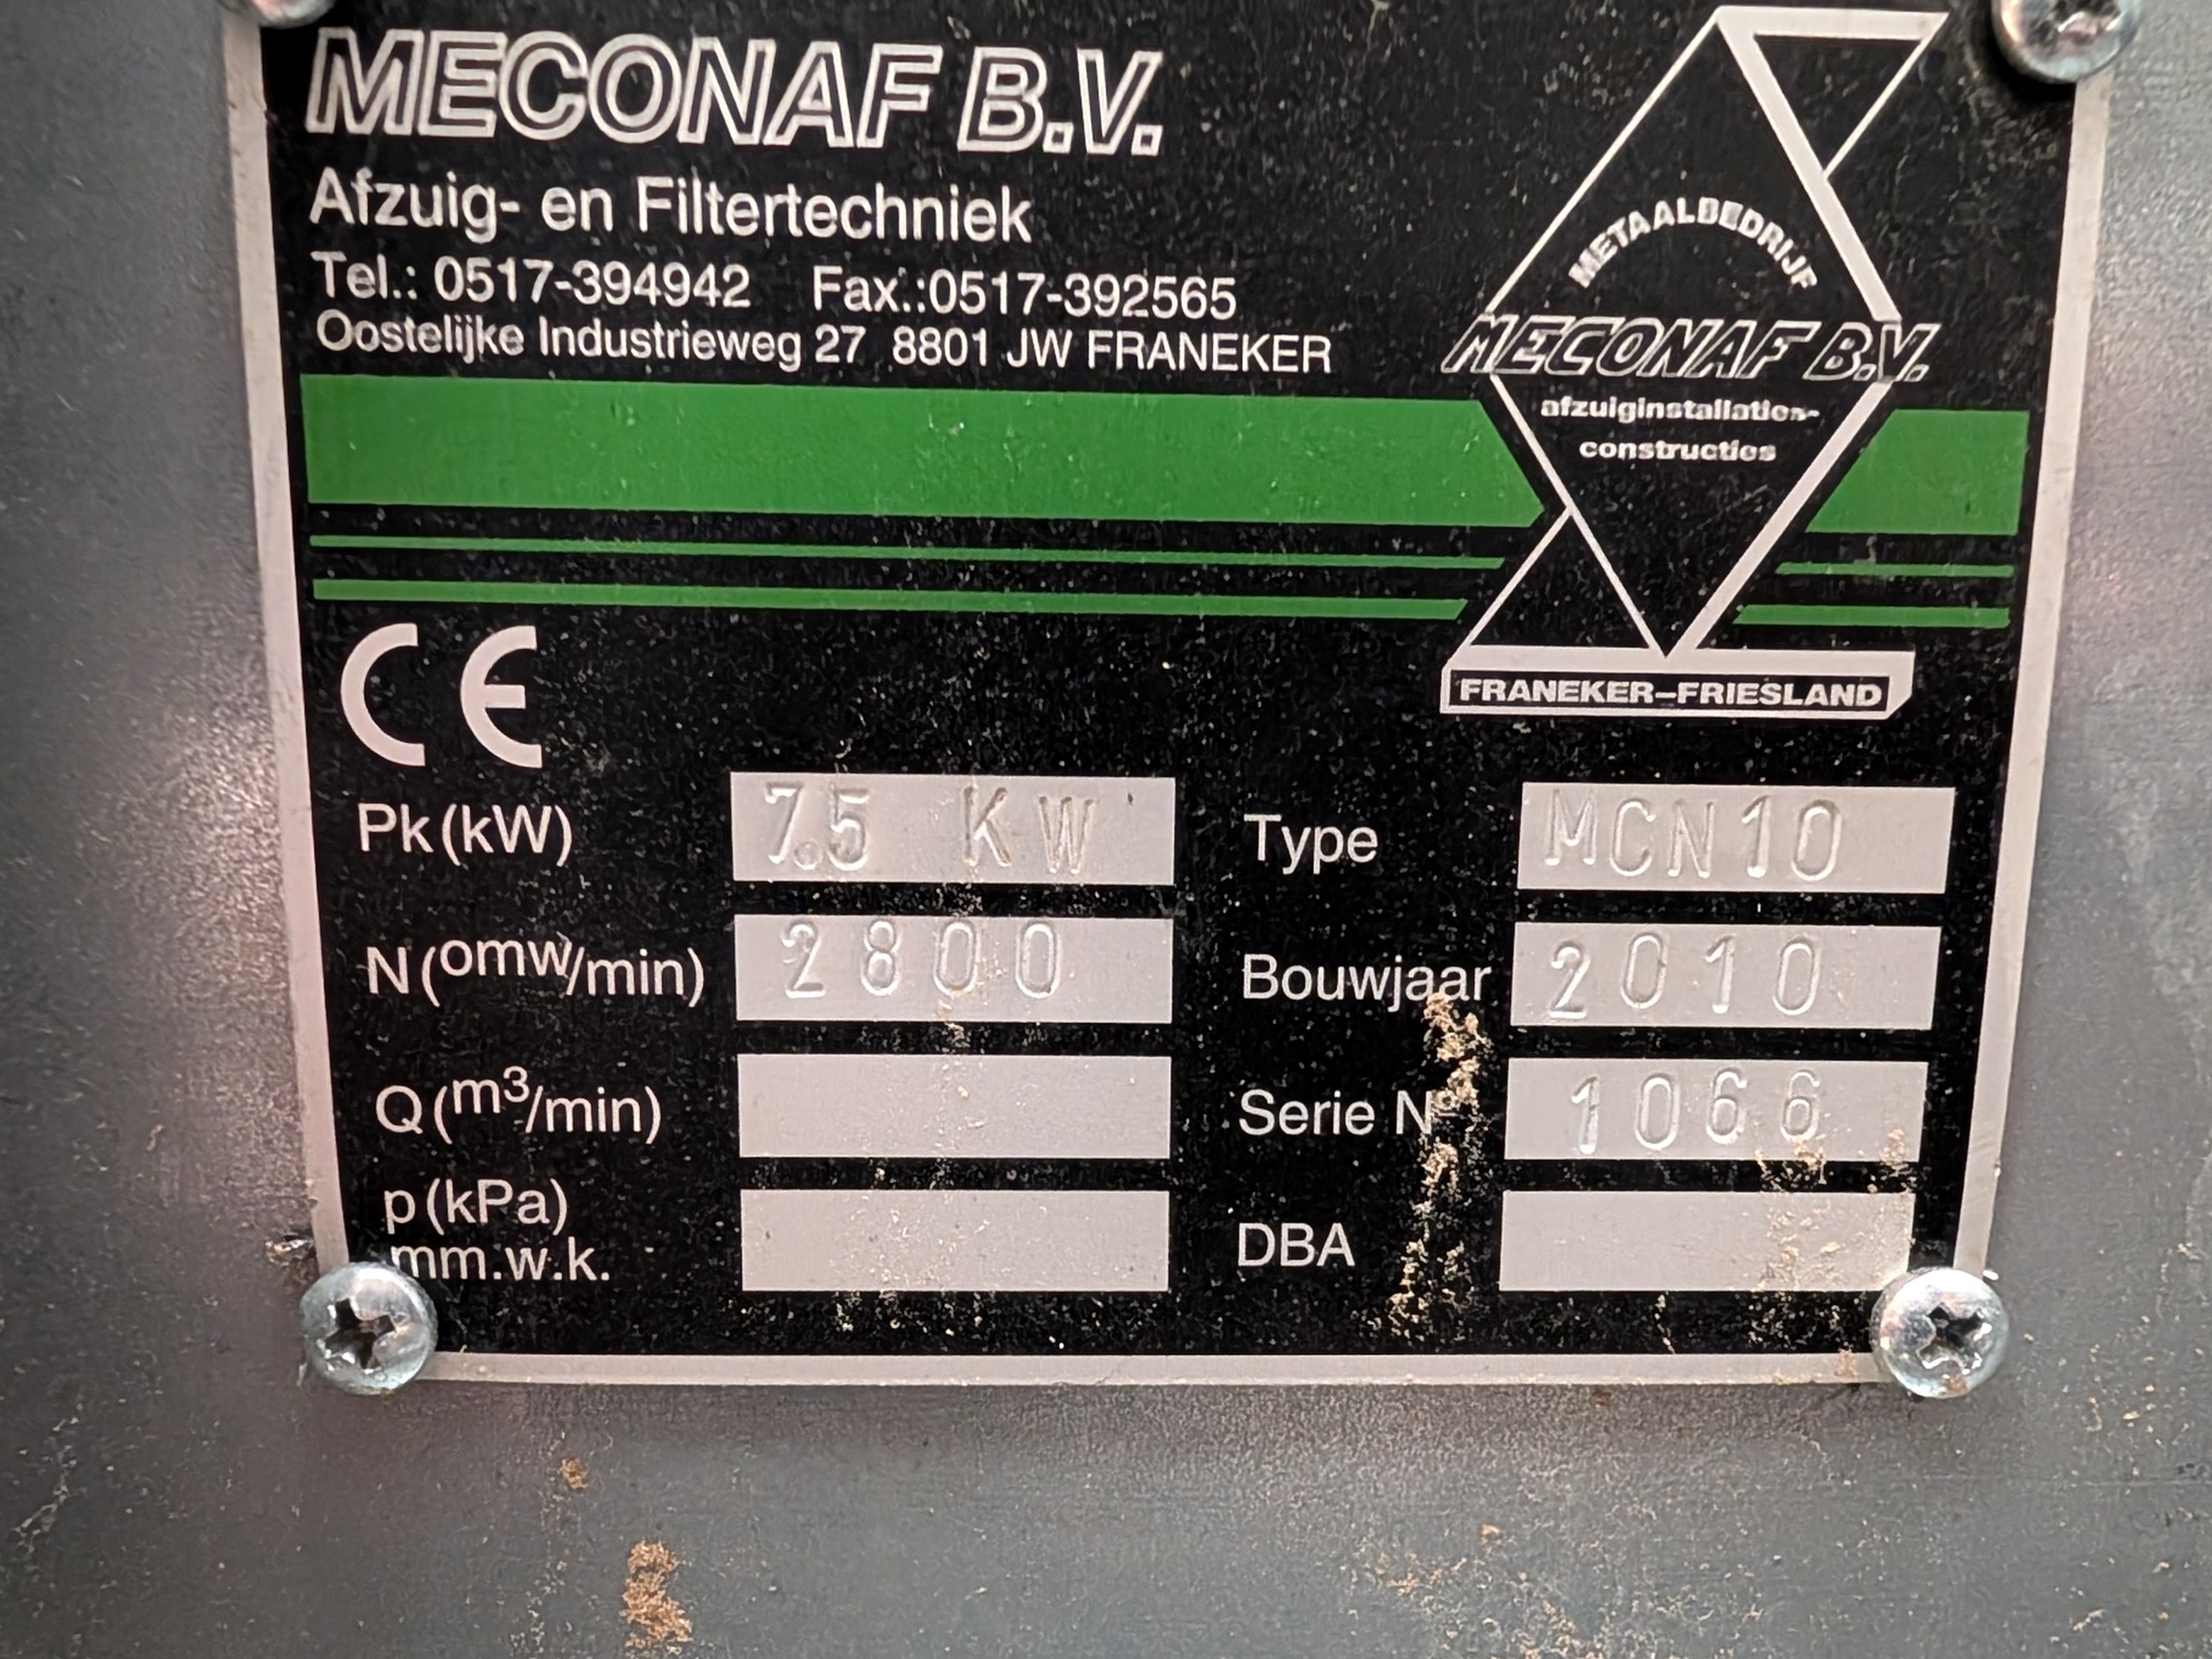 MECONAF B.V.
Afzuig- en Filtertechniek
Tel.: 0517-394942 Fax.:0517-392565
Oostelijke Industrieweg 27 8801 JW FRANEKER
METAALBEDRIJF
MECONAF B.V.
afzuiginstallatie-
constructies
FRANEKER-FRIESLAND
CE
Pk(kW) 7.5 KW Type MCN10
N(omw/min) 2800 Bouwjaar 2010
Q(m³/min) Serie Nº 1066
p(kPa)
mm.w.k. DBA